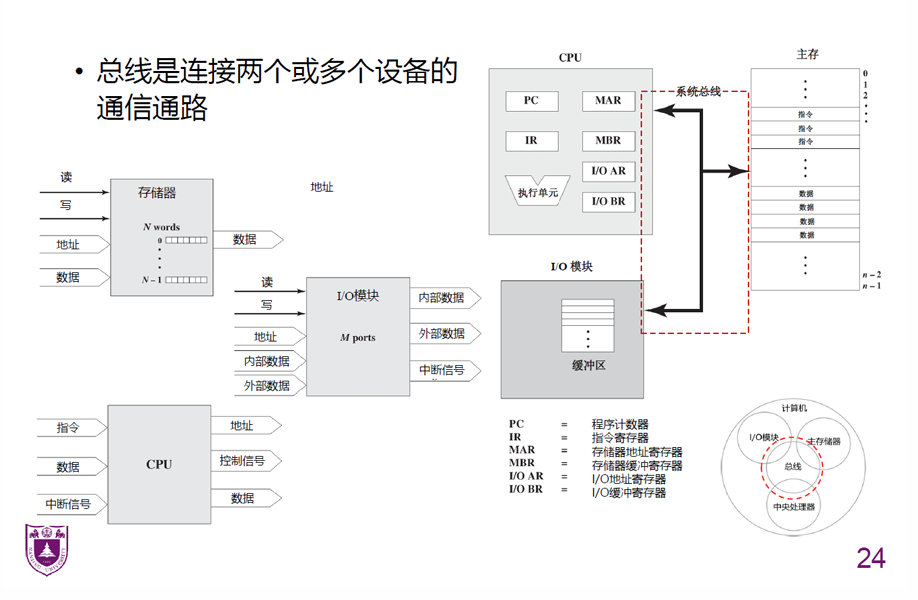 • 总线是连接两个或多个设备的
通信通路
读
写
地址
数据
存储器
N words
0
N − 1
数据
地址
读
写
地址
内部数据
外部数据
I/O模块
M ports
内部数据
外部数据
中断信号
指令
数据
中断信号
CPU
地址
控制信号
数据
CPU
PC
MAR
IR
MBR
I/O AR
执行单元
I/O BR
系统总线
主存
0
1
2
指令
指令
指令
数据
数据
数据
数据
n − 2
n − 1
I/O 模块
缓冲区
PC = 程序计数器
IR = 指令寄存器
MAR = 存储器地址寄存器
MBR = 存储器缓冲寄存器
I/O AR = I/O地址寄存器
I/O BR = I/O缓冲寄存器
计算机
I/O模块
主存储器
总线
中央处理器
NANJING UNIVERSITY
24